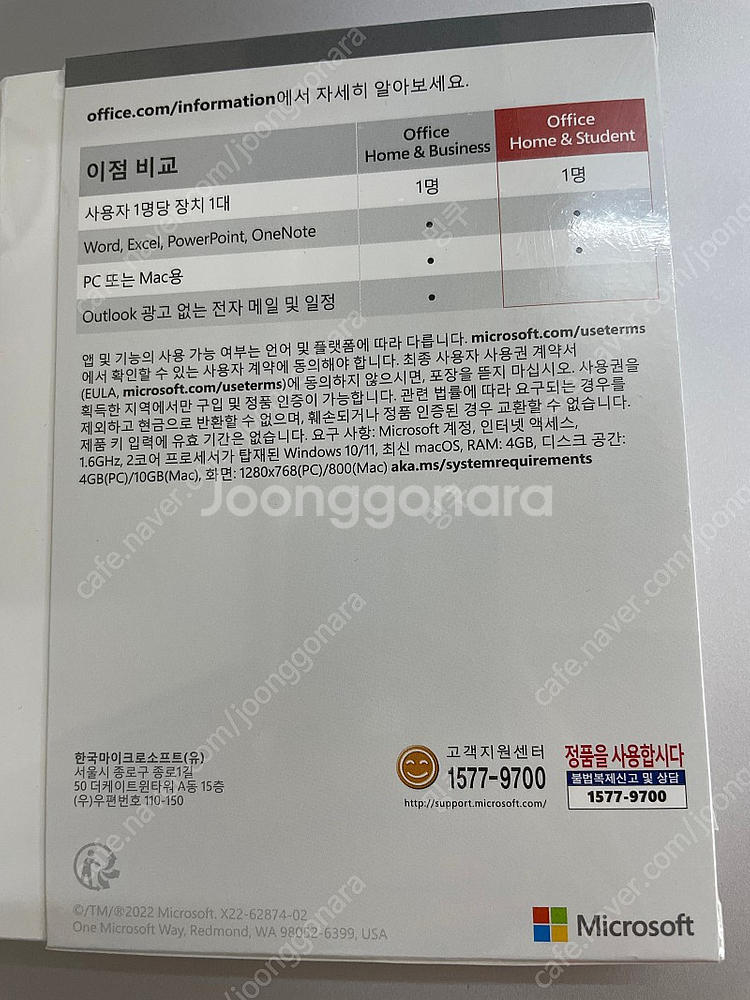 office.com/information에서 자세히 알아보세요.
이점 비교
Office
Home & Business
Office
Home & Student
사용자 1명당 장치 1대
1명
1명
Word, Excel, PowerPoint, OneNote
•
•
PC 또는 Mac용
•
•
Outlook 광고 없는 전자 메일 및 일정
•
앱 및 기능의 사용 가능 여부는 언어 및 플랫폼에 따라 다릅니다. microsoft.com/useterms
에서 확인할 수 있는 사용자 계약에 동의해야 합니다. 최종 사용자 사용권 계약서
(EULA, microsoft.com/useterms)에 동의하지 않으시면, 포장을 뜯지 마십시오. 사용권을
획득한 지역에서만 구입 및 정품 인증이 가능합니다. 관련 법률에 따라 요구되는 경우를
제외하고 현금으로 반환할 수 없으며, 훼손되거나 정품 인증된 경우 교환할 수 없습니다.
제품 키 입력에 유효 기간은 없습니다. 요구 사항: Microsoft 계정, 인터넷 액세스,
1.6GHz, 2코어 프로세서가 탑재된 Windows 10/11, 최신 macOS, RAM: 4GB, 디스크 공간:
4GB(PC)/10GB(Mac), 화면: 1280x768(PC)/800(Mac) aka.ms/systemrequirements
Joonggonara
한국마이크로소프트(유)
서울시 종로구 종로1길
50 더케이트윈타워 A동 15층
(우)우편번호 110-150
고객지원센터
1577-9700
http://support.microsoft.com/
정품을 사용합시다
불법복제신고 및 상담
1577-9700
©/TM/®2022 Microsoft. X22-62874-02
One Microsoft Way, Redmond, WA 98052-6399, USA
Microsoft
cafe.naver.com/joonggonara